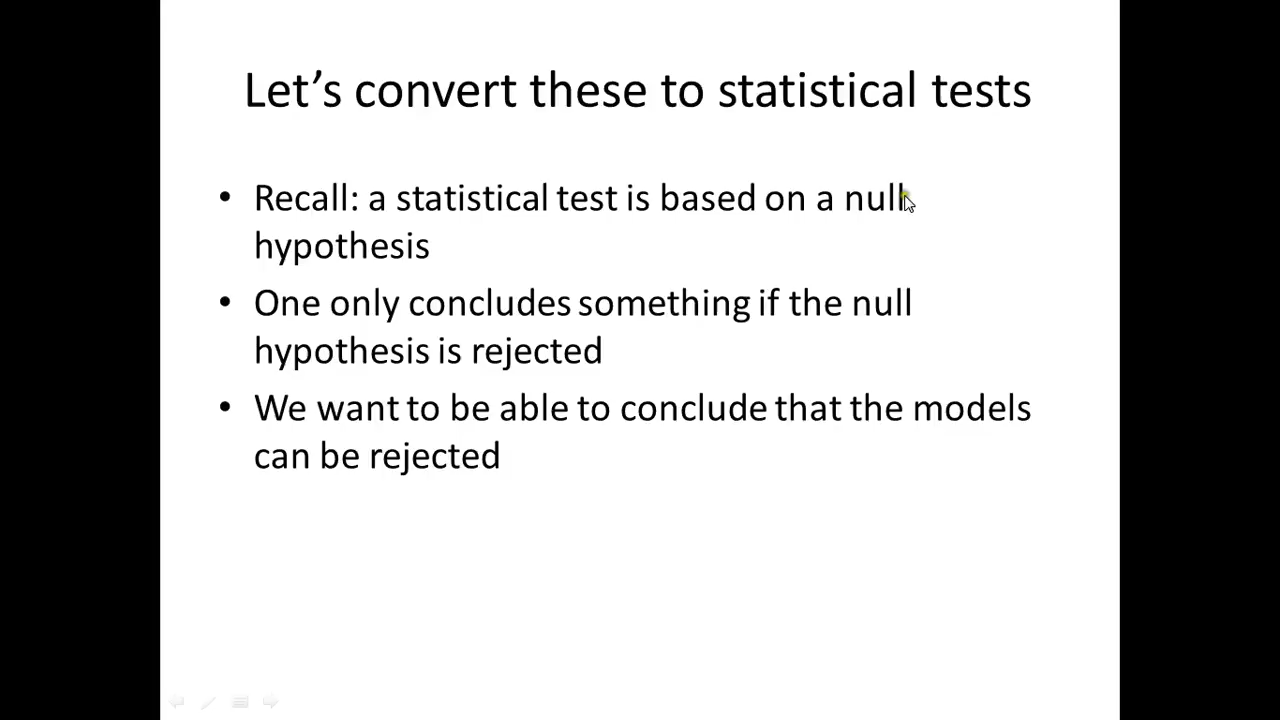 Let's convert these to statistical tests
• Recall: a statistical test is based on a null
hypothesis
• One only concludes something if the null
hypothesis is rejected
• We want to be able to conclude that the models
can be rejected